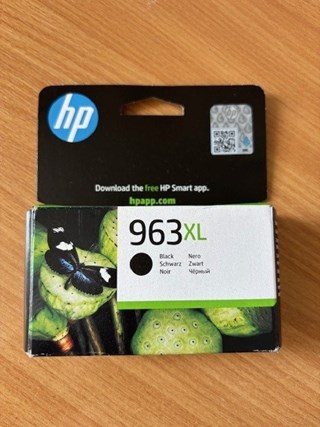 hp
Download the free HP Smart app.
hpapp.com
963XL
Black Nero
Schwarz Zwart
Noir Чёрный